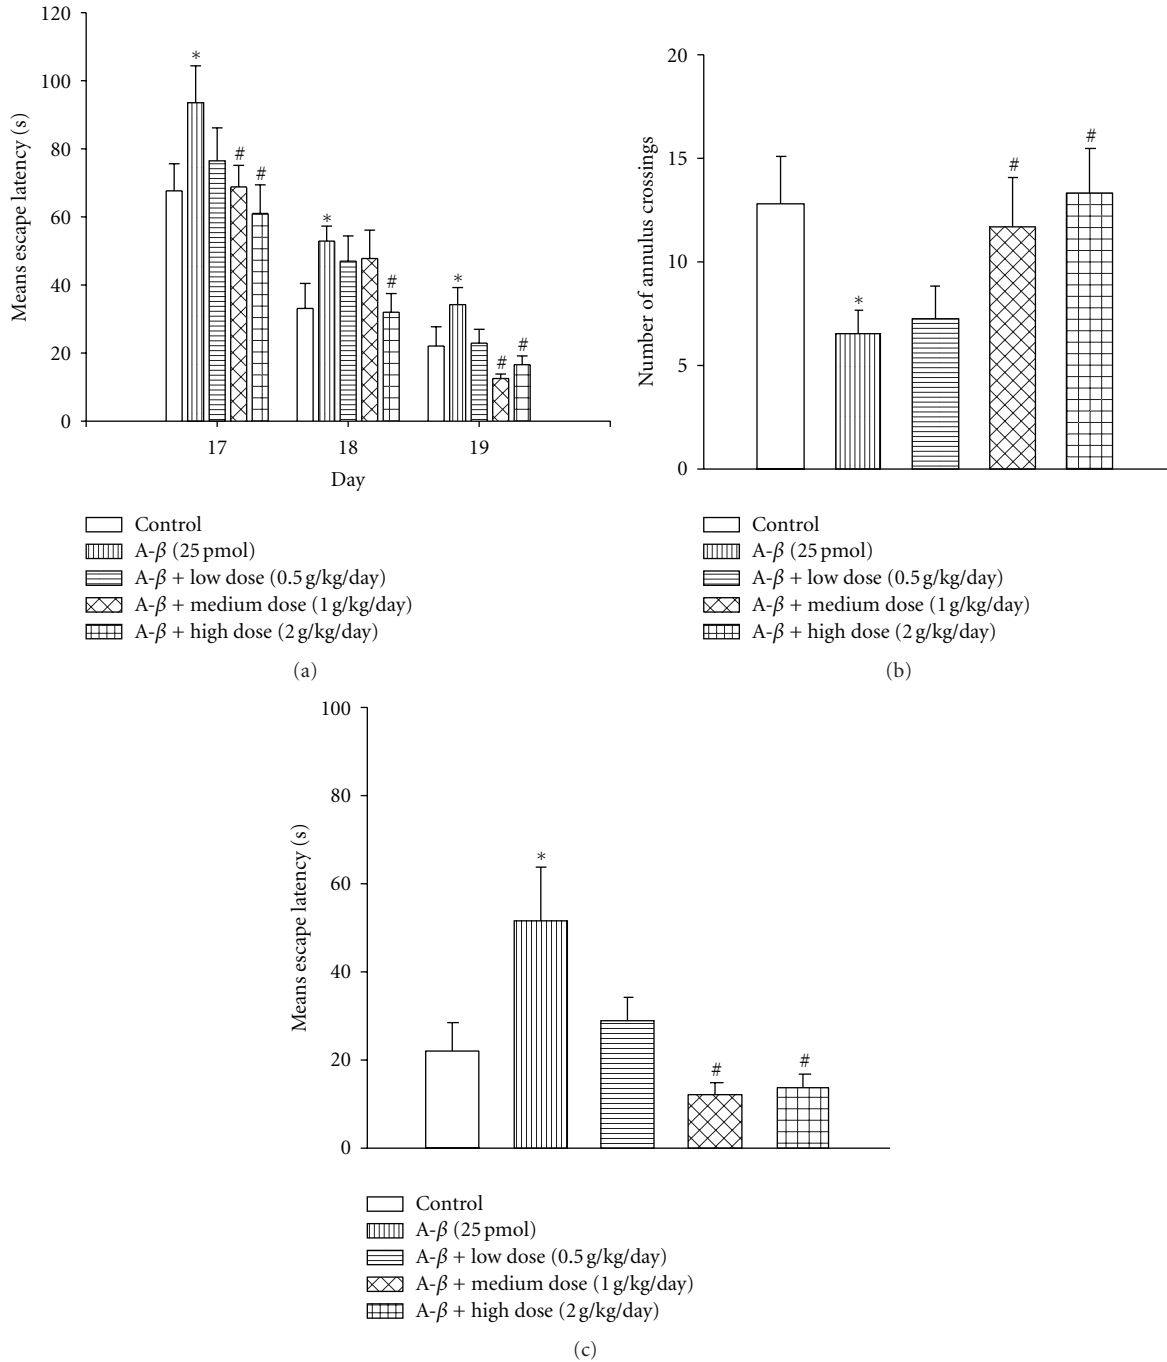 120
100
80
60
40
20
0
Means escape latency (s)
*
#
#
*
#
*
#
#
17 18 19
Day
Control
A-β (25 pmol)
A-β + low dose (0.5 g/kg/day)
A-β + medium dose (1 g/kg/day)
A-β + high dose (2 g/kg/day)
(a)
20
15
10
5
0
Number of annulus crossings
*
#
#
Control
A-β (25 pmol)
A-β + low dose (0.5 g/kg/day)
A-β + medium dose (1 g/kg/day)
A-β + high dose (2 g/kg/day)
(b)
100
80
60
40
20
0
Means escape latency (s)
*
#
#
Control
A-β (25 pmol)
A-β + low dose (0.5 g/kg/day)
A-β + medium dose (1 g/kg/day)
A-β + high dose (2 g/kg/day)
(c)